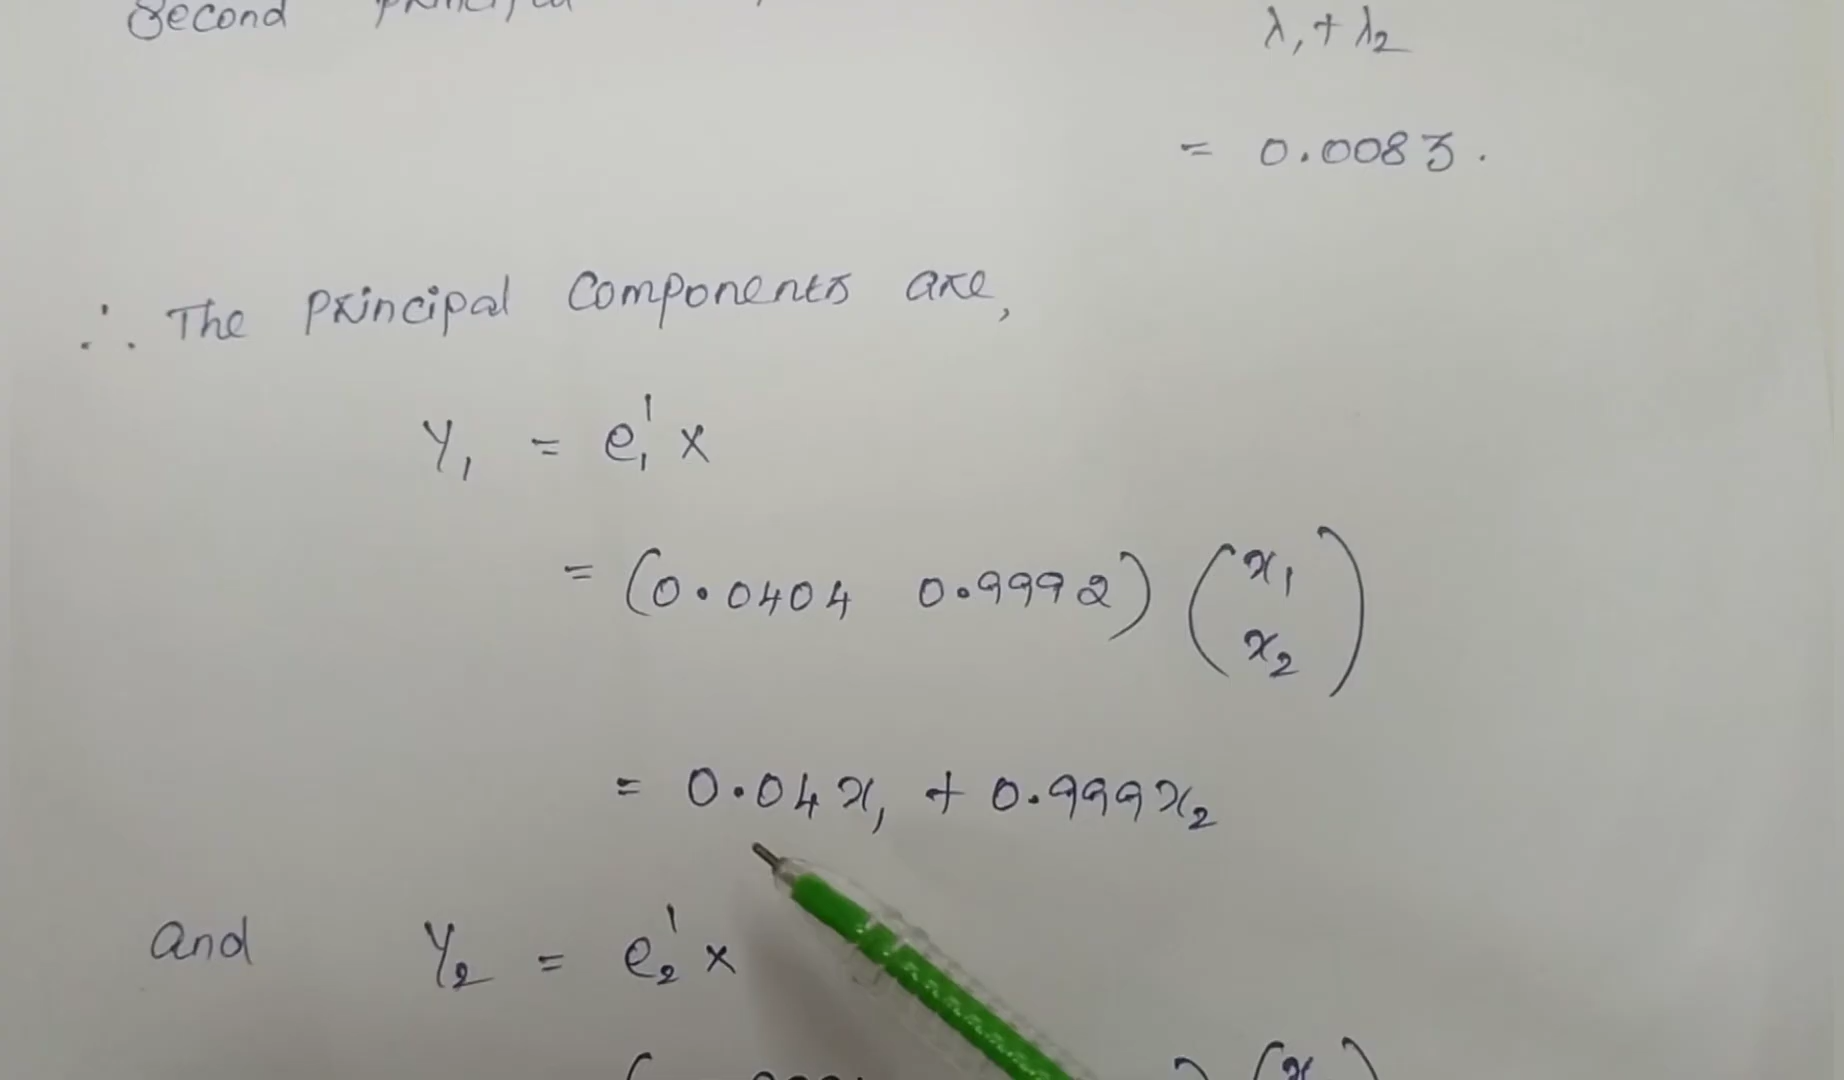 Second principal
λ₁ + λ₂
= 0.0083.
∴ The principal components are,
Y₁ = e₁' x
= (0.0404 0.9992) (x₁ x₂)
= 0.04x₁ + 0.999x₂
and Y₂ = e₂' x